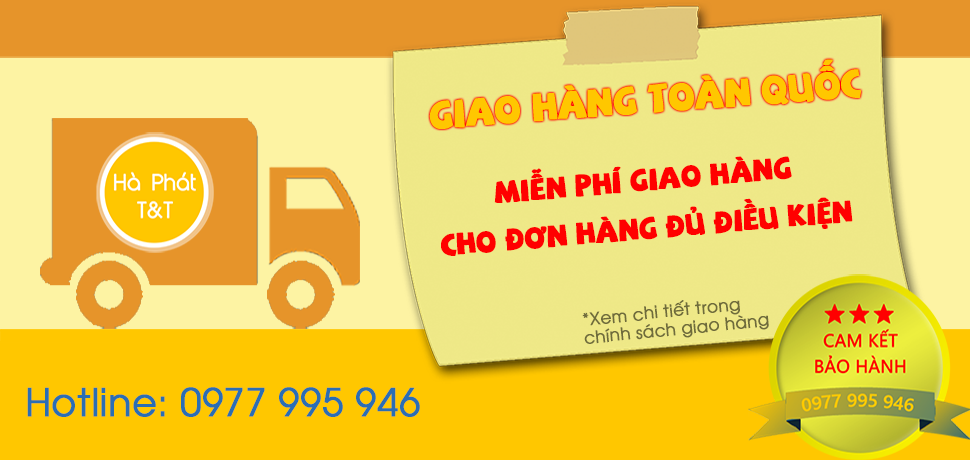 GIAO HÀNG TOÀN QUỐC
MIỄN PHÍ GIAO HÀNG
CHO ĐƠN HÀNG ĐỦ ĐIỀU KIỆN
*Xem chi tiết trong
chính sách giao hàng
Hà Phát
T&T
Hotline: 0977 995 946
CAM KẾT
BẢO HÀNH
0977 995 946